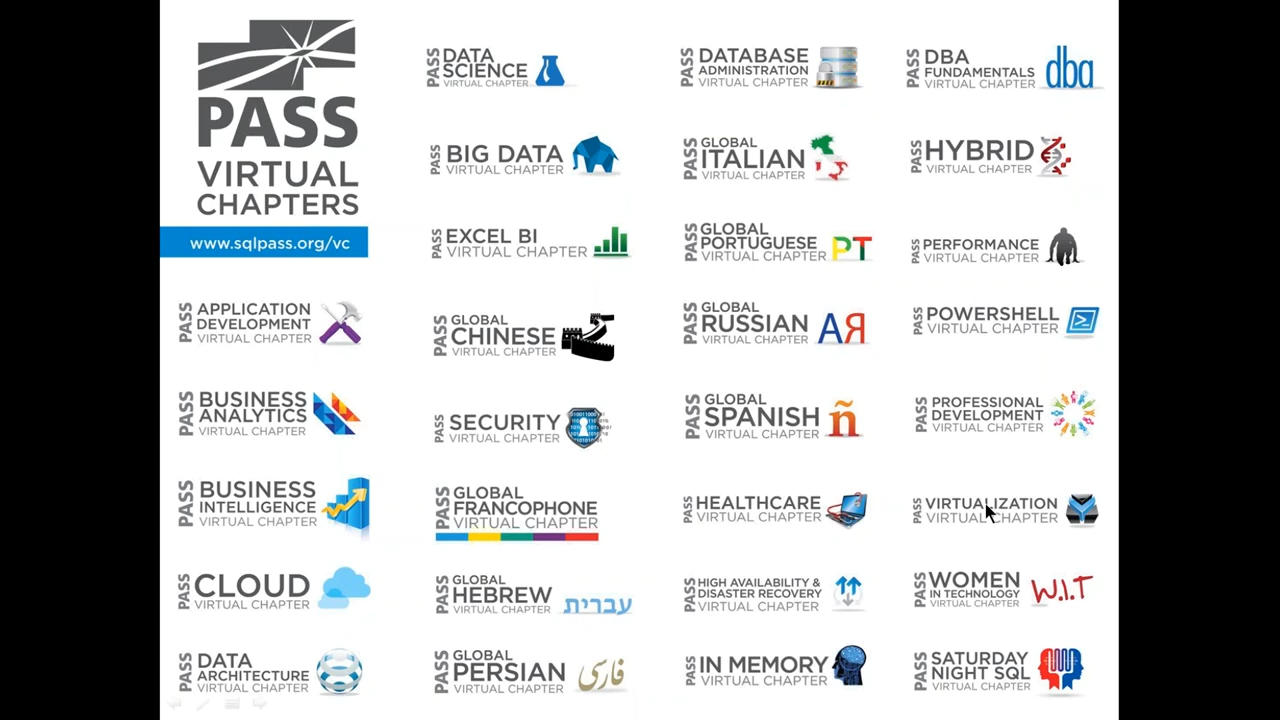 PASS
VIRTUAL
CHAPTERS
www.sqlpass.org/vc
PASS APPLICATION
DEVELOPMENT
VIRTUAL CHAPTER
PASS BUSINESS
ANALYTICS
VIRTUAL CHAPTER
PASS BUSINESS
INTELLIGENCE
VIRTUAL CHAPTER
PASS CLOUD
VIRTUAL CHAPTER
PASS DATA
ARCHITECTURE
VIRTUAL CHAPTER
PASS DATA
SCIENCE
VIRTUAL CHAPTER
PASS BIG DATA
VIRTUAL CHAPTER
PASS EXCEL BI
VIRTUAL CHAPTER
PASS GLOBAL
CHINESE
VIRTUAL CHAPTER
PASS SECURITY
VIRTUAL CHAPTER
PASS GLOBAL
FRANCOPHONE
VIRTUAL CHAPTER
PASS GLOBAL
HEBREW
VIRTUAL CHAPTER
עברית
PASS GLOBAL
PERSIAN
VIRTUAL CHAPTER
فارسی
PASS DATABASE
ADMINISTRATION
VIRTUAL CHAPTER
PASS GLOBAL
ITALIAN
VIRTUAL CHAPTER
PASS GLOBAL
PORTUGUESE
VIRTUAL CHAPTER
PT
PASS GLOBAL
RUSSIAN
VIRTUAL CHAPTER
АЯ
PASS GLOBAL
SPANISH
VIRTUAL CHAPTER
ñ
PASS HEALTHCARE
VIRTUAL CHAPTER
PASS HIGH AVAILABILITY &
DISASTER RECOVERY
VIRTUAL CHAPTER
PASS IN MEMORY
VIRTUAL CHAPTER
PASS DBA
FUNDAMENTALS
VIRTUAL CHAPTER
dba
PASS HYBRID
VIRTUAL CHAPTER
PASS PERFORMANCE
VIRTUAL CHAPTER
PASS POWERSHELL
VIRTUAL CHAPTER
PASS PROFESSIONAL
DEVELOPMENT
VIRTUAL CHAPTER
PASS VIRTUALIZATION
VIRTUAL CHAPTER
PASS WOMEN
IN TECHNOLOGY
VIRTUAL CHAPTER
W.I.T
PASS SATURDAY
NIGHT SQL
VIRTUAL CHAPTER